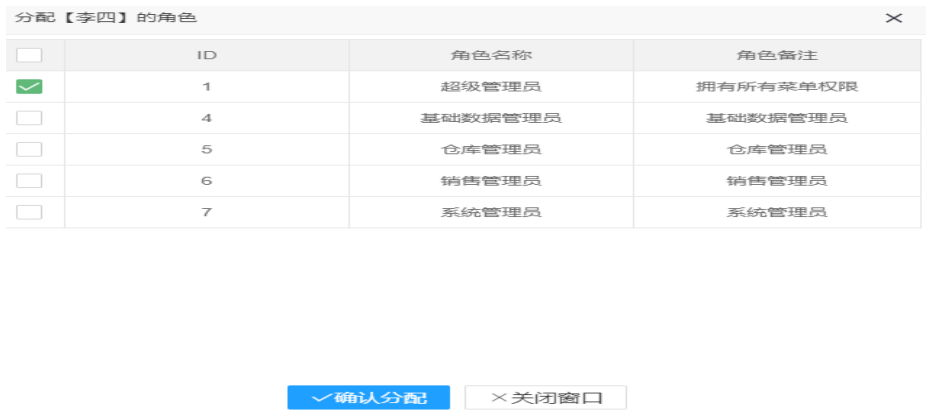 分配【李四】的角色
ID 角色名称 角色备注
1 超级管理员 拥有所有菜单权限
4 基础数据管理员 基础数据管理员
5 仓库管理员 仓库管理员
6 销售管理员 销售管理员
7 系统管理员 系统管理员
确认分配 关闭窗口